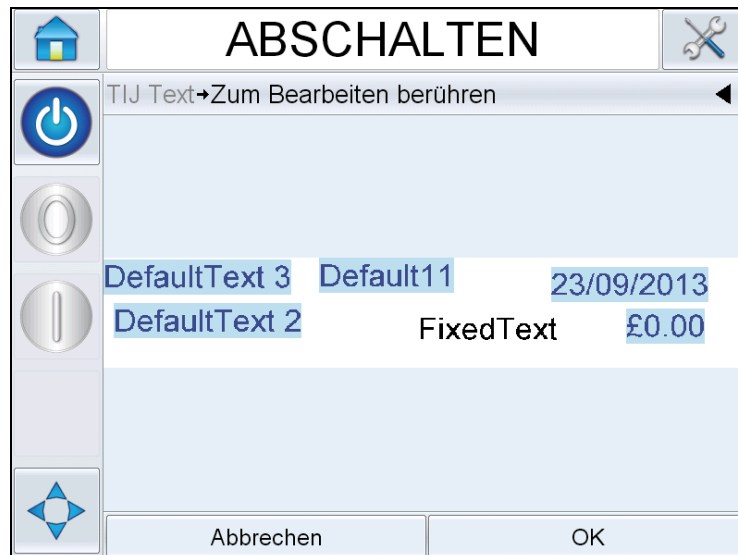 ABSCHALTEN
TIJ Text→Zum Bearbeiten berühren
DefaultText 3 Default11 23/09/2013
DefaultText 2 FixedText £0.00
Abbrechen OK